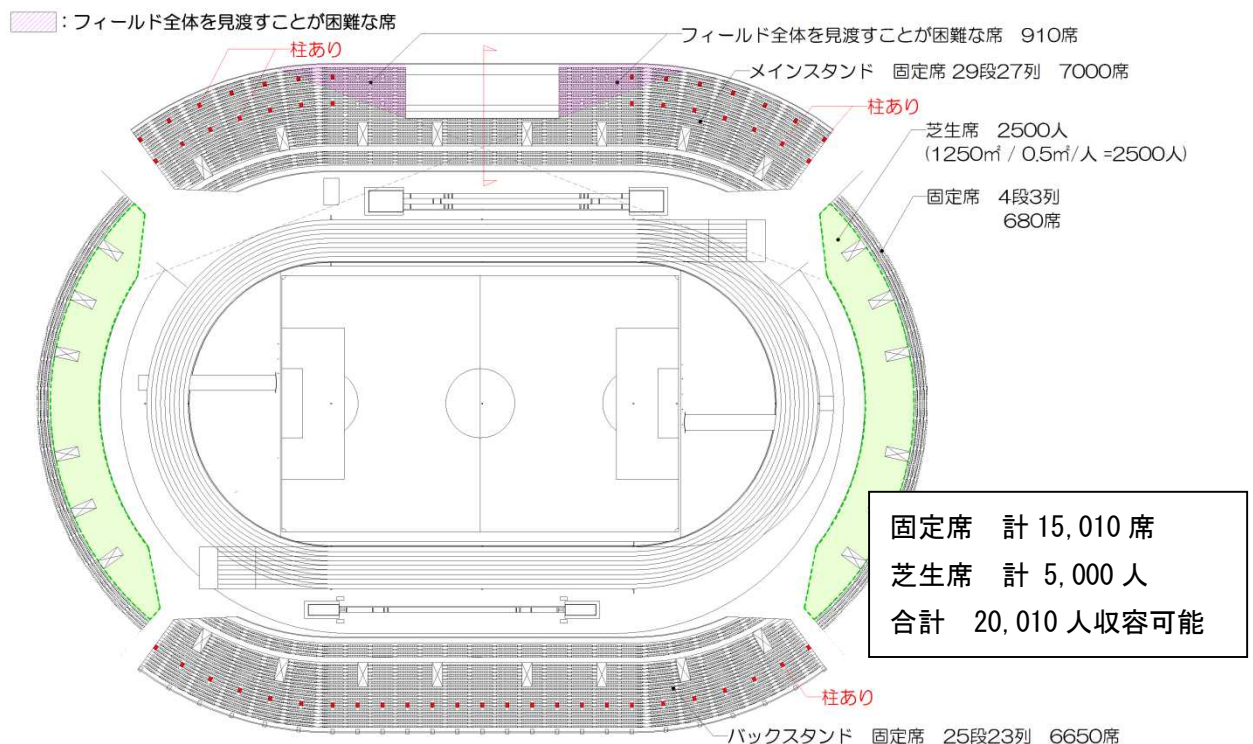 ：フィールド全体を見渡すことが困難な席
柱あり
フィールド全体を見渡すことが困難な席　910席
メインスタンド　固定席 29段27列　7000席
柱あり
芝生席　2500人
(1250㎡ / 0.5㎡/人 =2500人)
固定席　4段3列
680席
固定席　計 15,010 席
芝生席　計 5,000 人
合計　20,010 人収容可能
柱あり
バックスタンド　固定席　25段23列　6650席